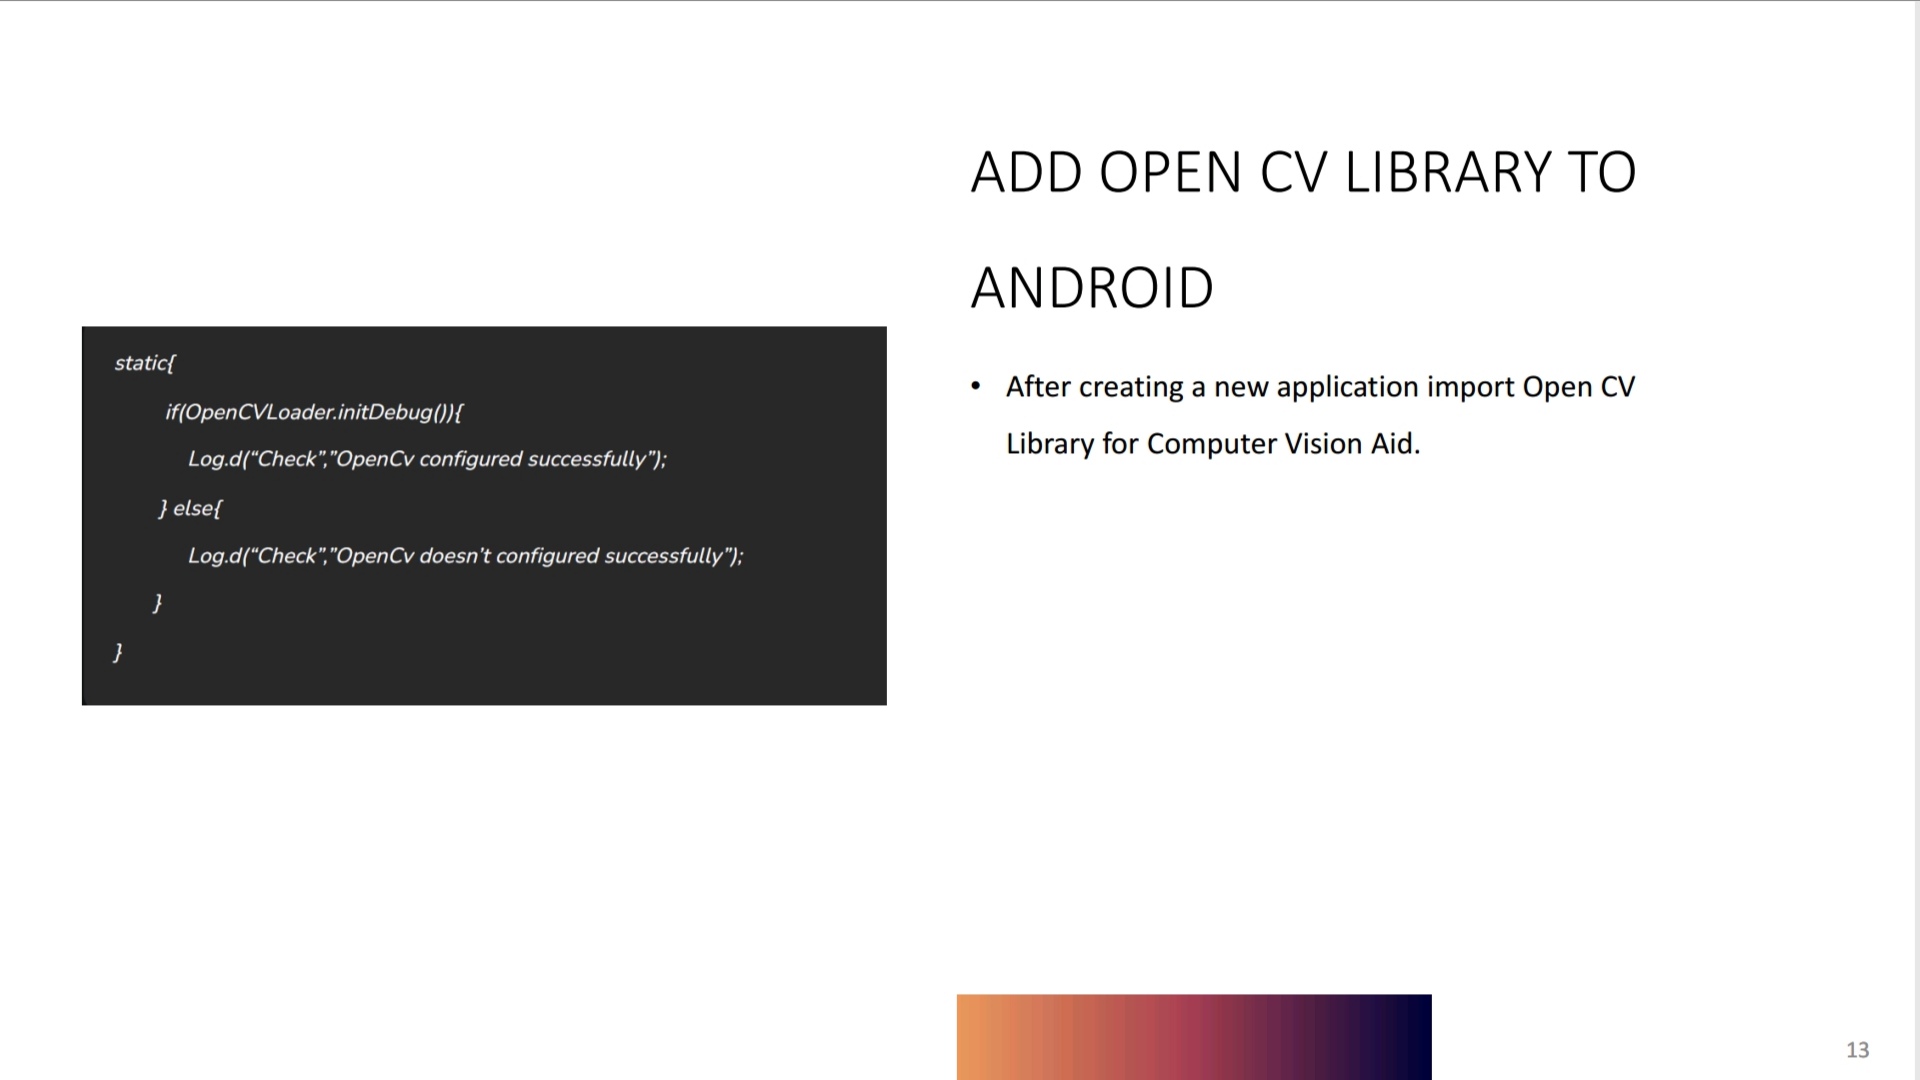 static{
if(OpenCVLoader.initDebug()){
Log.d(“Check”,”OpenCv configured successfully”);
} else{
Log.d(“Check”,”OpenCv doesn’t configured successfully”);
}
}
ADD OPEN CV LIBRARY TO
ANDROID
• After creating a new application import Open CV
Library for Computer Vision Aid.
13